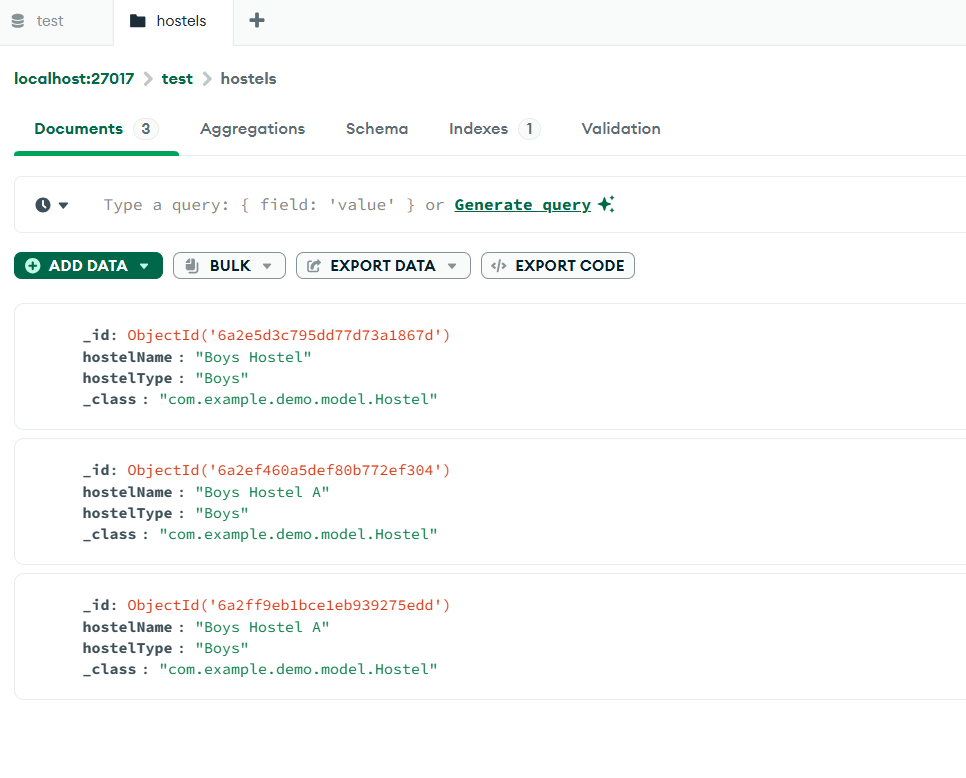 test
hostels
localhost:27017 > test > hostels
Documents 3 Aggregations Schema Indexes 1 Validation
Type a query: { field: 'value' } or Generate query
ADD DATA BULK EXPORT DATA </> EXPORT CODE
_id: ObjectId('6a2e5d3c795dd77d73a1867d')
hostelName : "Boys Hostel"
hostelType : "Boys"
_class : "com.example.demo.model.Hostel"
_id: ObjectId('6a2ef460a5def80b772ef304')
hostelName : "Boys Hostel A"
hostelType : "Boys"
_class : "com.example.demo.model.Hostel"
_id: ObjectId('6a2ff9eb1bce1eb939275edd')
hostelName : "Boys Hostel A"
hostelType : "Boys"
_class : "com.example.demo.model.Hostel"